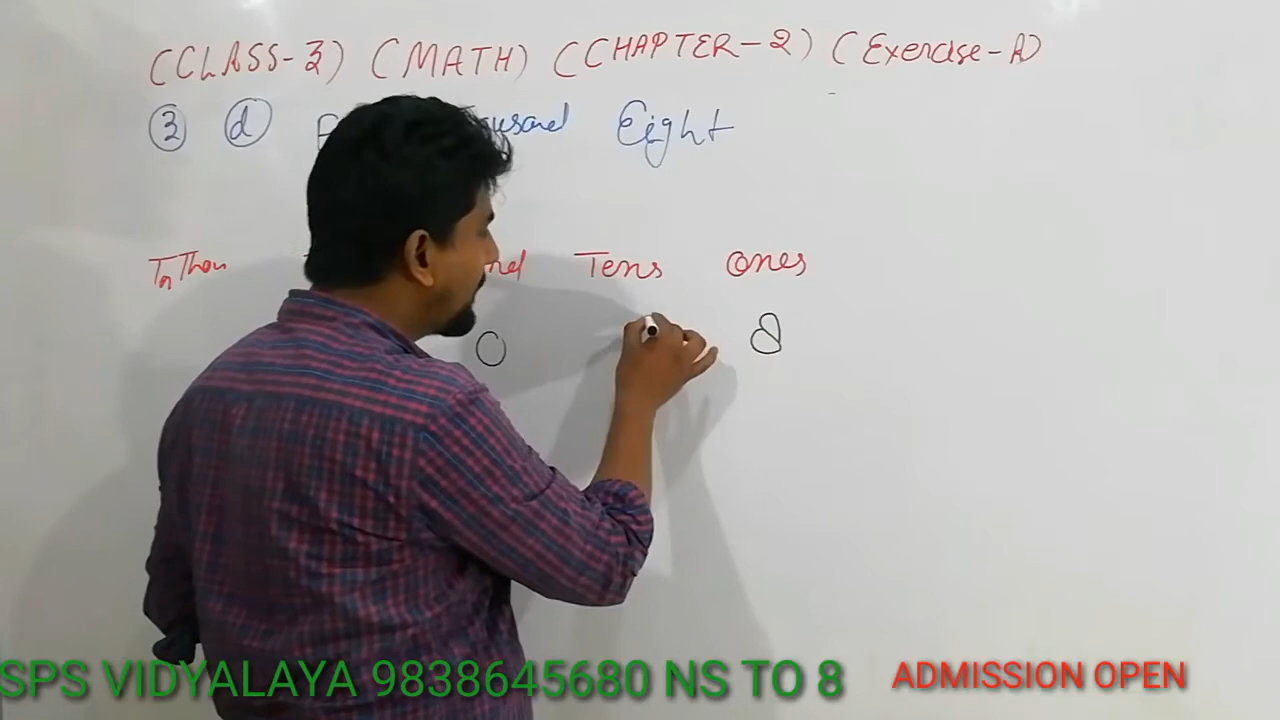 (CLASS-3) (MATH) (CHAPTER-2) (Exercise-A)
3 d Eight
T Thou Tens Ones
0 8
SPS VIDYALAYA 9838645680 NS TO 8 ADMISSION OPEN